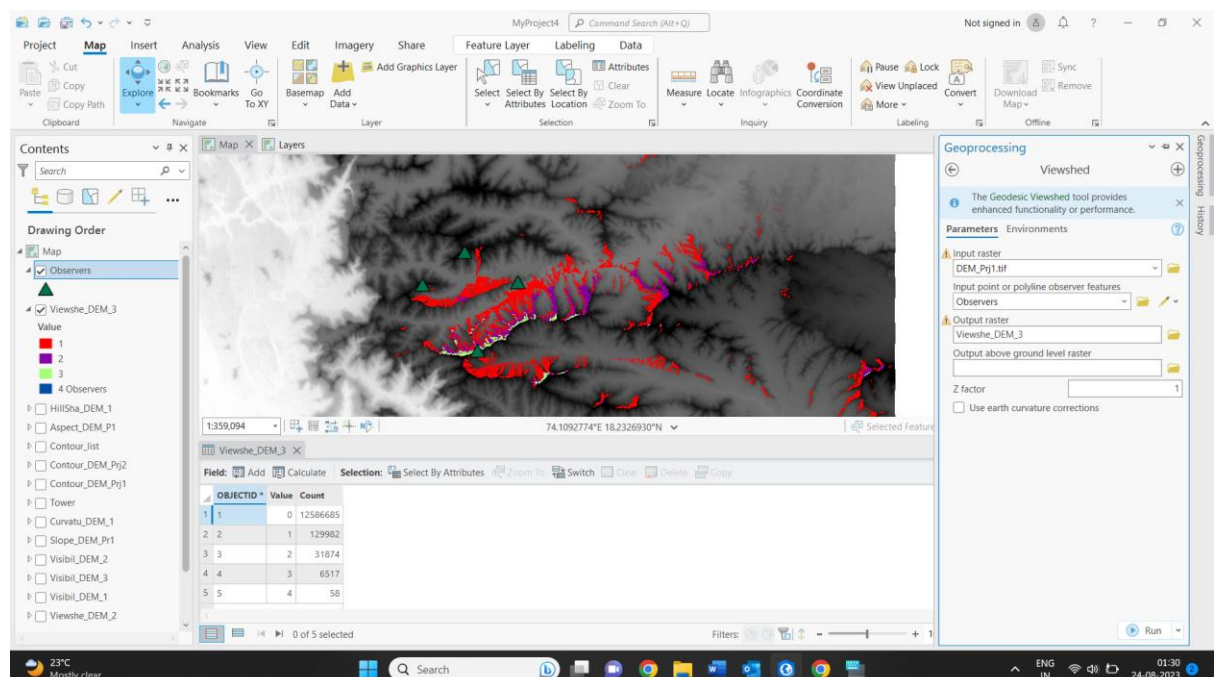 MyProject4
Command Search (Alt+Q)
Not signed in
Project Map Insert Analysis View Edit Imagery Share Feature Layer Labeling Data
Cut
Copy
Copy Path
Paste
Clipboard
Explore
Bookmarks
Go To XY
Navigate
Basemap
Add Data
Add Graphics Layer
Layer
Select
Select By Attributes
Select By Location
Attributes
Clear
Zoom To
Selection
Measure
Locate
Infographics
Coordinate Conversion
Inquiry
Pause
Lock
View Unplaced
More
Labeling
Convert
Download Map
Sync
Remove
Offline
Contents
Search
Drawing Order
Map
Observers
Viewshe_DEM_3
Value
1
2
3
4 Observers
HillSha_DEM_1
Aspect_DEM_P1
Contour_list
Contour_DEM_Prj2
Contour_DEM_Prj1
Tower
Curvatu_DEM_1
Slope_DEM_Pr1
Visibil_DEM_2
Visibil_DEM_3
Visibil_DEM_1
Viewshe_DEM_2
Map
Layers
1:359,094
74.1092774°E 18.2326930°N
Selected Feature
Viewshe_DEM_3
Field: Add Calculate Selection: Select By Attributes Zoom To Switch Clear Delete Copy
OBJECTID * Value Count
1 1 0 12586685
2 2 1 129982
3 3 2 31874
4 4 3 6517
5 5 4 58
0 of 5 selected
Filters:
Geoprocessing
Viewshed
The Geodesic Viewshed tool provides
enhanced functionality or performance.
Parameters Environments
Input raster
DEM_Prj1.tif
Input point or polyline observer features
Observers
Output raster
Viewshe_DEM_3
Output above ground level raster
Z factor
1
Use earth curvature corrections
Run
Geoprocessing
History
23°C
Mostly clear
Search
ENG
IN
01:30
24-08-2023